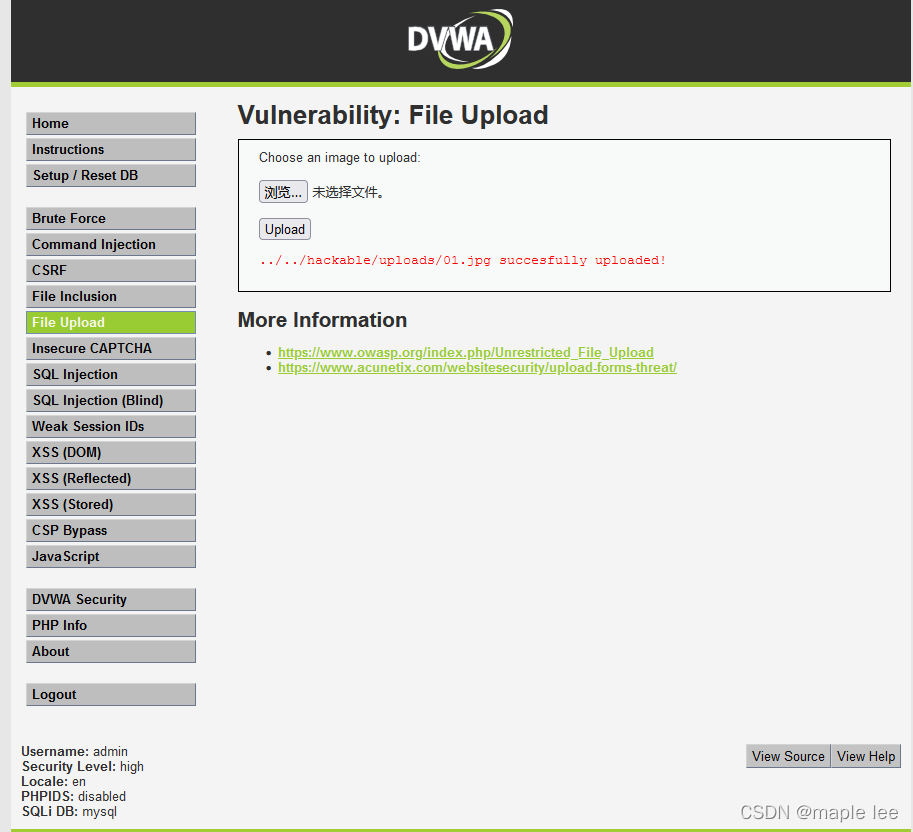 DVWA
Vulnerability: File Upload
Home
Instructions
Setup / Reset DB
Brute Force
Command Injection
CSRF
File Inclusion
File Upload
Insecure CAPTCHA
SQL Injection
SQL Injection (Blind)
Weak Session IDs
XSS (DOM)
XSS (Reflected)
XSS (Stored)
CSP Bypass
JavaScript
DVWA Security
PHP Info
About
Logout
Choose an image to upload:
浏览... 未选择文件。
Upload
../../hackable/uploads/01.jpg succesfully uploaded!
More Information
• https://www.owasp.org/index.php/Unrestricted_File_Upload
• https://www.acunetix.com/websitesecurity/upload-forms-threat/
Username: admin
Security Level: high
Locale: en
PHPIDS: disabled
SQLi DB: mysql
View Source View Help
CSDN @maple lee